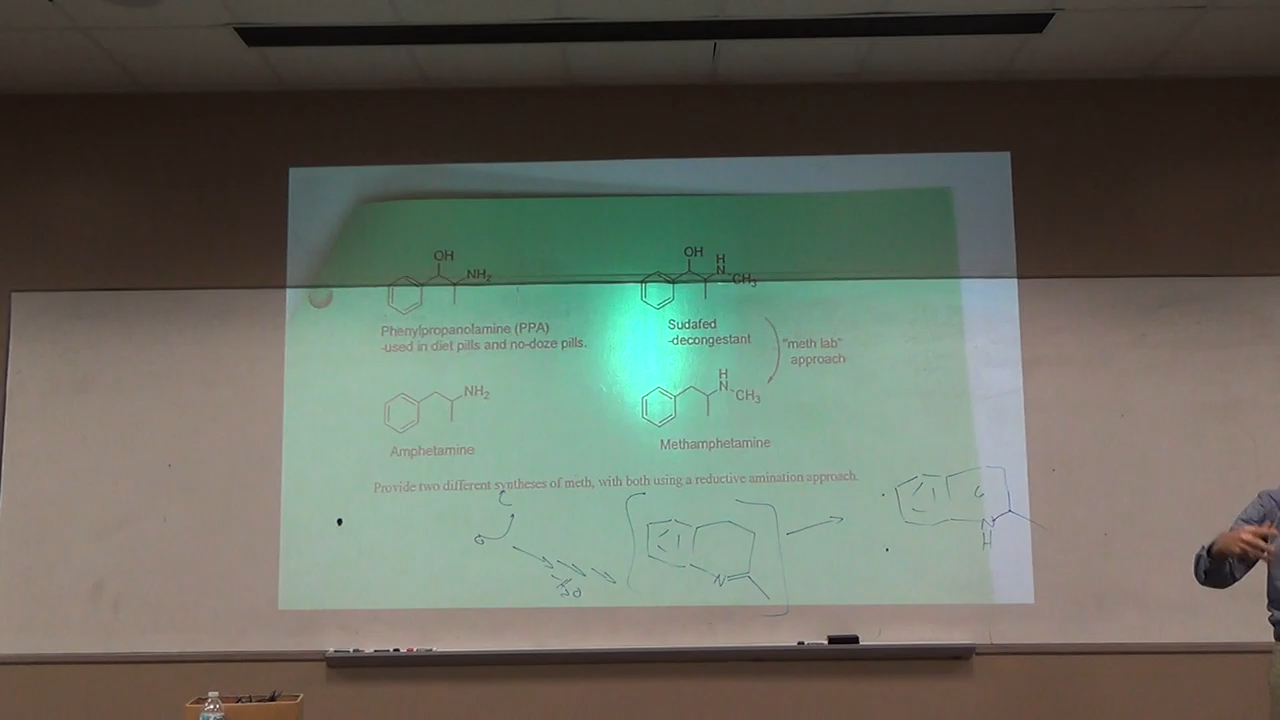 OH
NH2
Phenylpropanolamine (PPA)
-used in diet pills and no-doze pills.
OH
H
N
CH3
Sudafed
-decongestant
"meth lab"
approach
NH2
Amphetamine
H
N
CH3
Methamphetamine
Provide two different syntheses of meth, with both using a reductive amination approach.
N
N
H